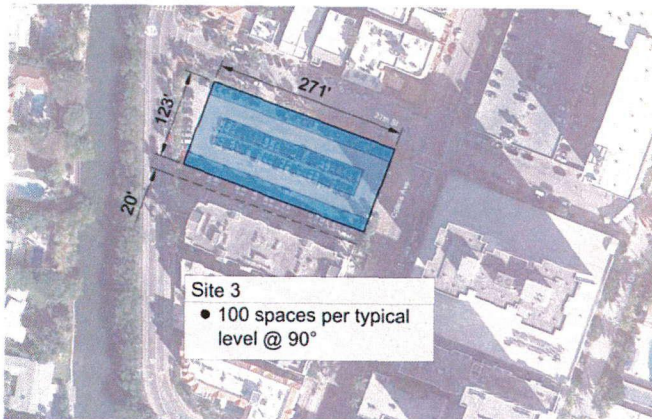 271'
123'
20'
Site 3
● 100 spaces per typical
level @ 90°